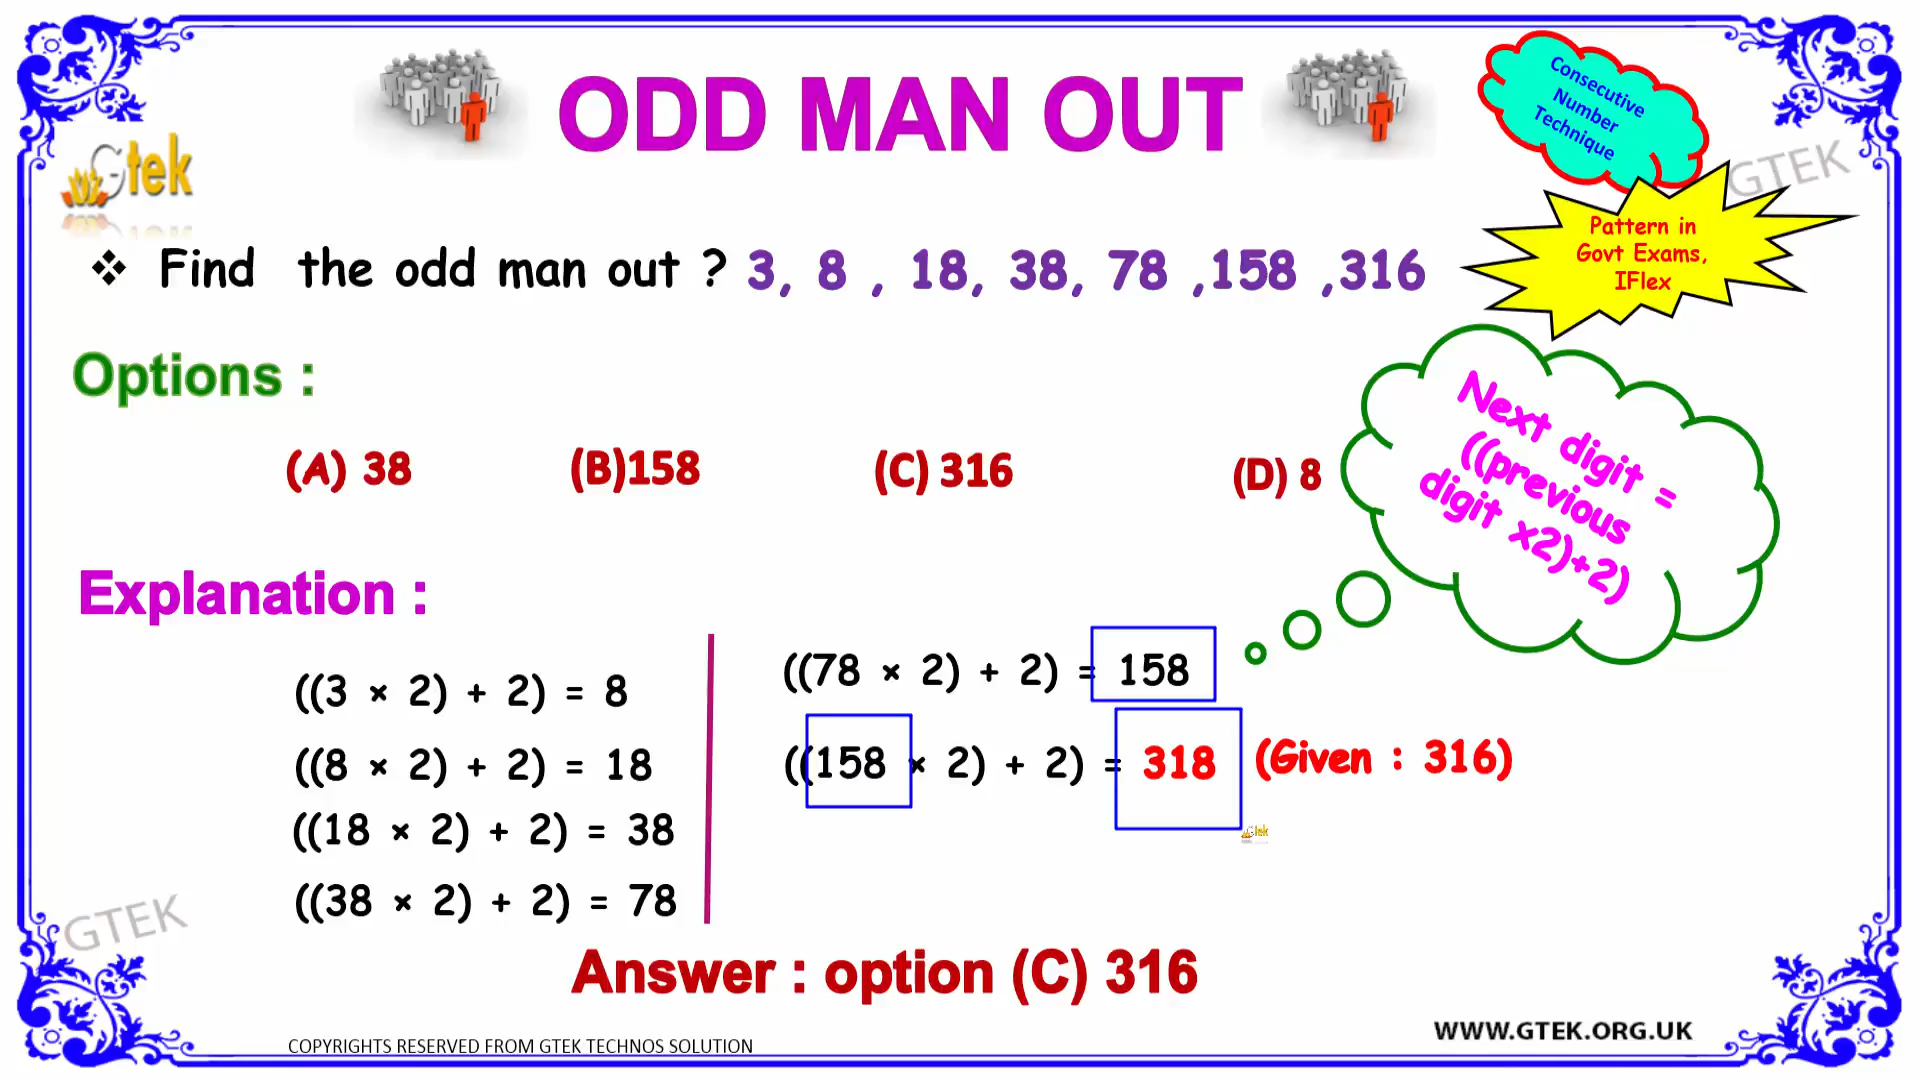 ODD MAN OUT
Consecutive
Number
Technique
Gtek
GTEK
Pattern in
Govt Exams,
IFlex
❖ Find the odd man out ? 3, 8 , 18, 38, 78 ,158 ,316
Options :
(A) 38 (B)158 (C) 316 (D) 8
Next digit =
((previous
digit x2)+2)
Explanation :
((3 × 2) + 2) = 8
((8 × 2) + 2) = 18
((18 × 2) + 2) = 38
((38 × 2) + 2) = 78
((78 × 2) + 2) = 158
((158 × 2) + 2) = 318 (Given : 316)
Gtek
GTEK
Answer : option (C) 316
WWW.GTEK.ORG.UK
COPYRIGHTS RESERVED FROM GTEK TECHNOS SOLUTION